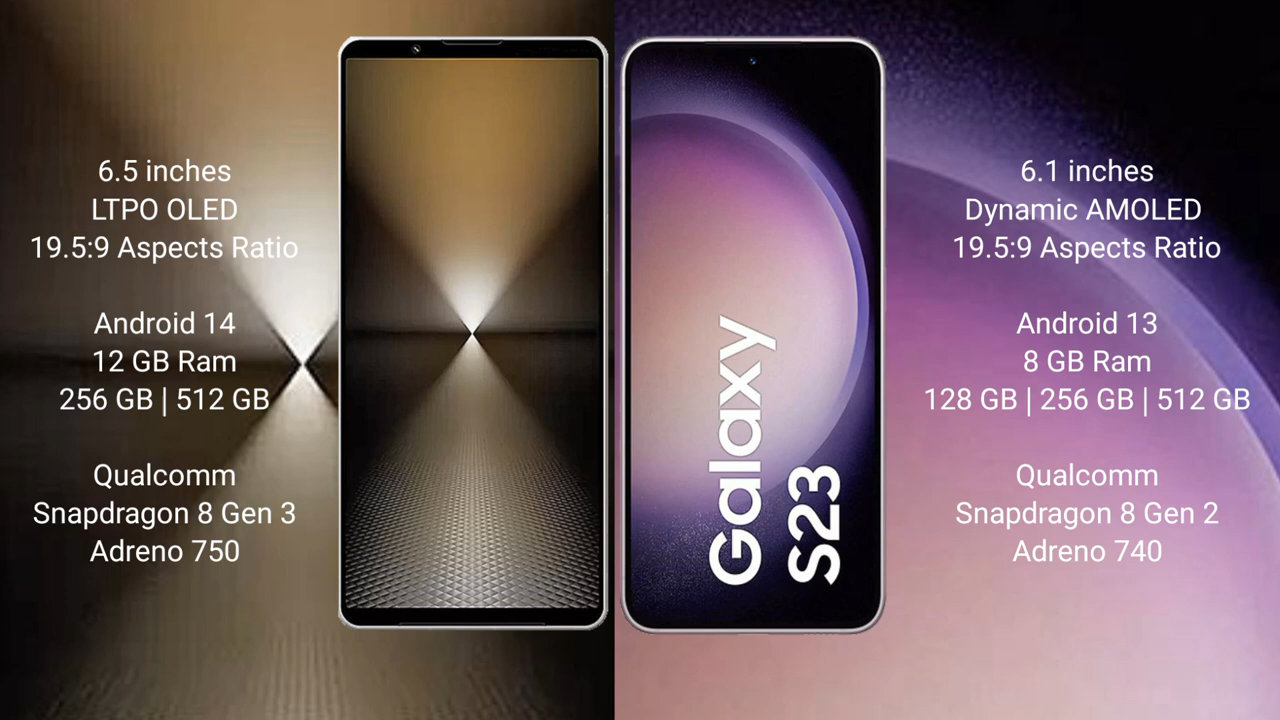 6.5 inches
LTPO OLED
19.5:9 Aspects Ratio
Android 14
12 GB Ram
256 GB | 512 GB
Qualcomm
Snapdragon 8 Gen 3
Adreno 750
Galaxy
S23
6.1 inches
Dynamic AMOLED
19.5:9 Aspects Ratio
Android 13
8 GB Ram
128 GB | 256 GB | 512 GB
Qualcomm
Snapdragon 8 Gen 2
Adreno 740